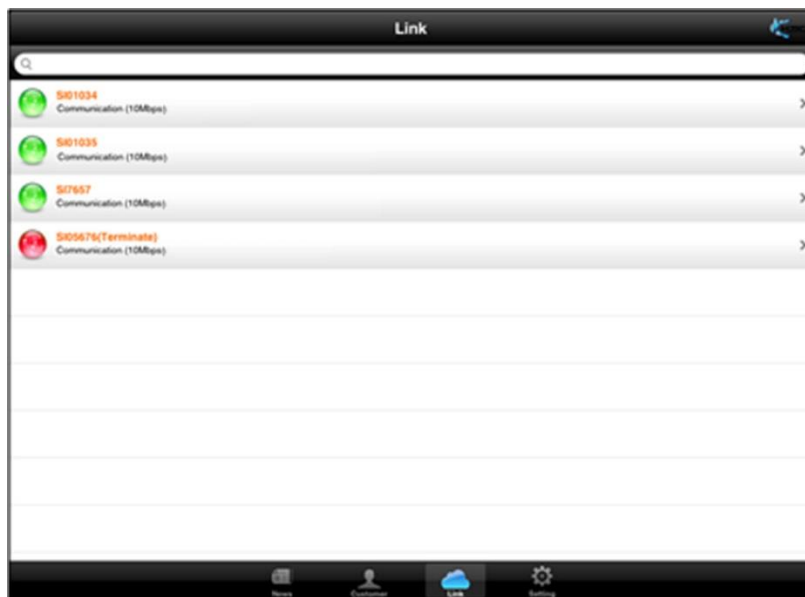 Link
SI01034
Communication (10Mbps)
SI01035
Communication (10Mbps)
SI7657
Communication (10Mbps)
SI05676(Terminate)
Communication (10Mbps)
News
Customer
Link
Setting